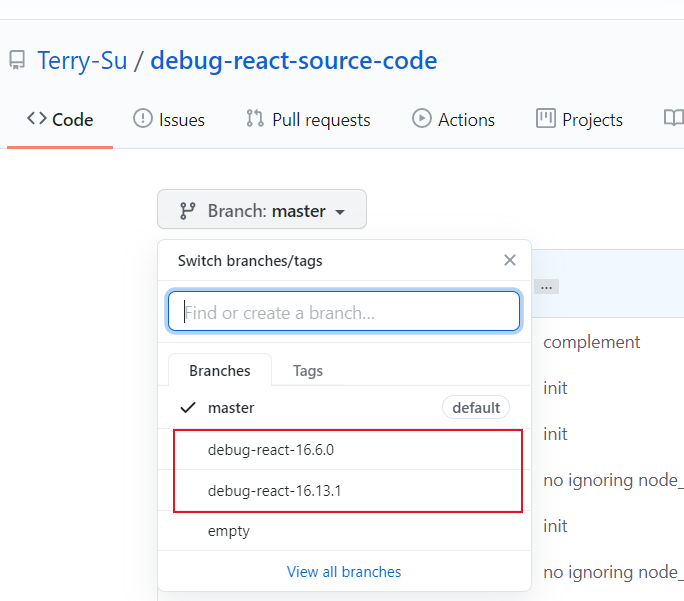 Terry-Su / debug-react-source-code
Code Issues Pull requests Actions Projects
Branch: master
Switch branches/tags
...
Find or create a branch...
complement
Branches Tags
init
master default
debug-react-16.6.0
init
debug-react-16.13.1
no ignoring node_
empty
init
View all branches
no ignoring node_